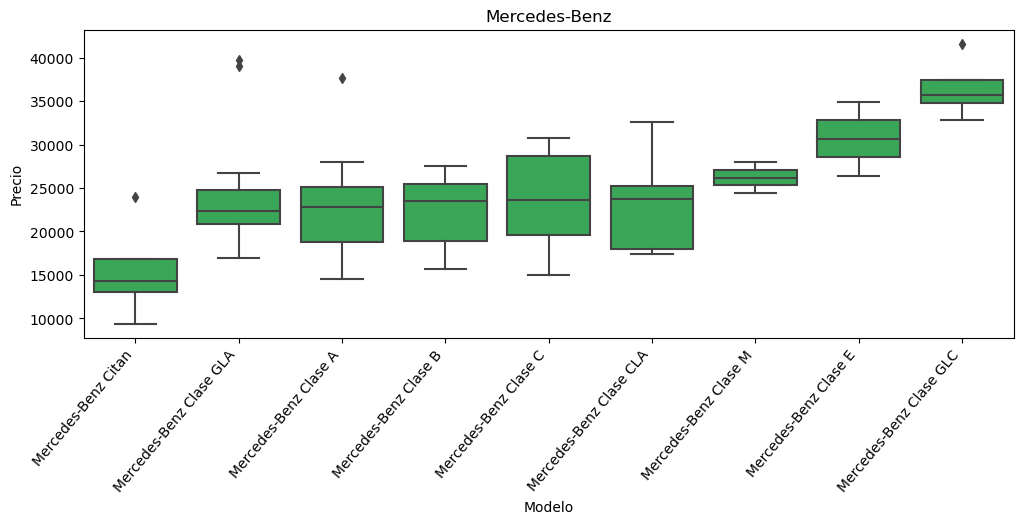 Mercedes-Benz
Precio
40000
35000
30000
25000
20000
15000
10000
Mercedes-Benz Citan
Mercedes-Benz Clase GLA
Mercedes-Benz Clase A
Mercedes-Benz Clase B
Mercedes-Benz Clase C
Mercedes-Benz Clase CLA
Mercedes-Benz Clase M
Mercedes-Benz Clase E
Mercedes-Benz Clase GLC
Modelo